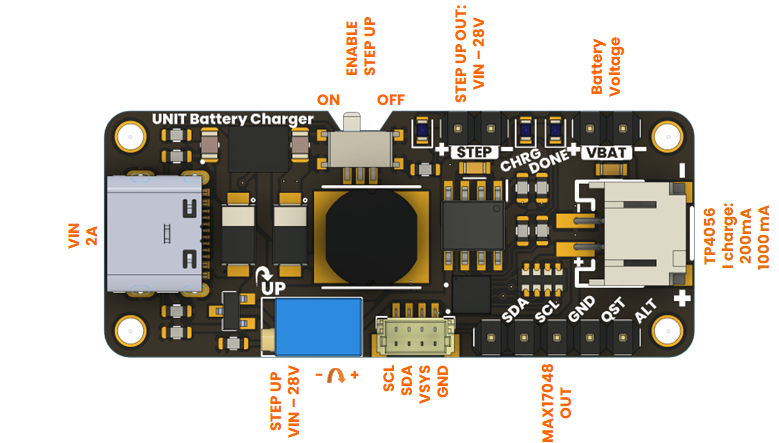 ENABLE
STEP UP
ON
OFF
STEP UP OUT:
VIN – 28V
Battery
Voltage
UNIT Battery Charger
+ STEP –
CHRG
DONE
+ VBAT –
VIN
2A
–
–
+
+
TP4056
I charge:
200mA
1000 mA
UP
SDA
SCL
GND
QST
ALT
STEP UP
VIN – 28V
– +
SCL
SDA
VSYS
GND
MAX17048
OUT